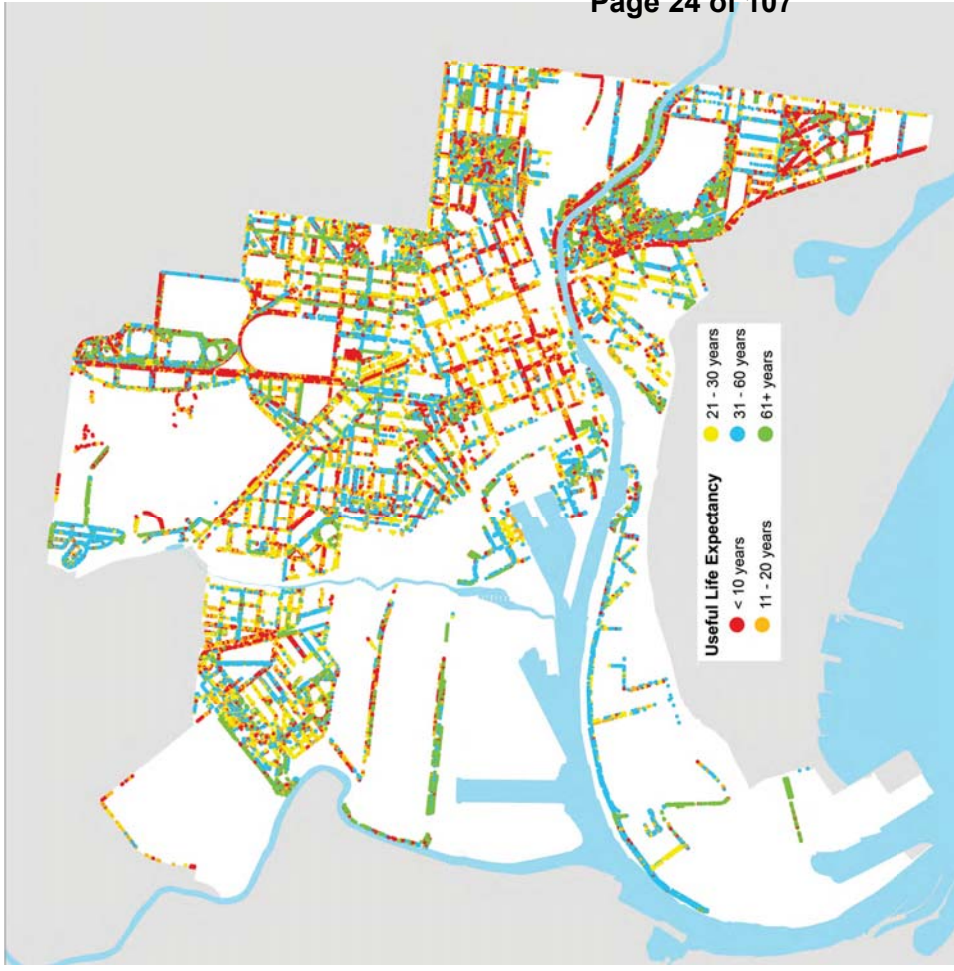 Page 24 of 107
Useful Life Expectancy
< 10 years
11 - 20 years
21 - 30 years
31 - 60 years
61+ years